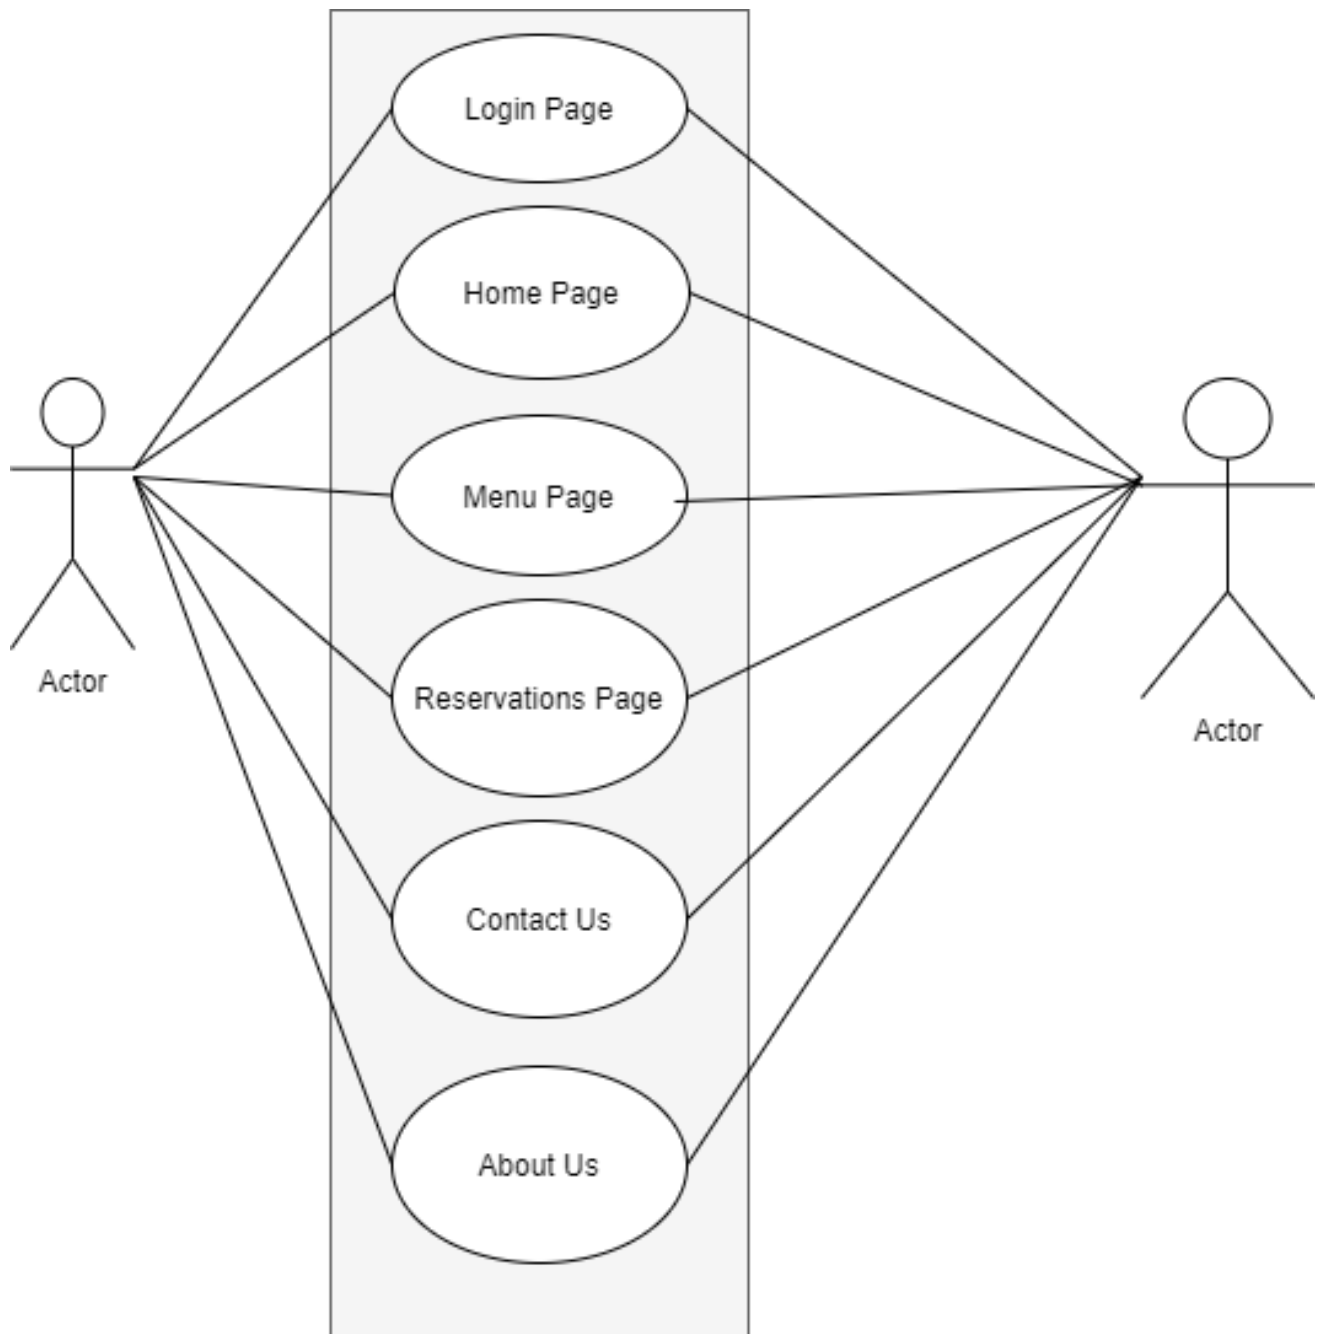 Login Page
Home Page
Menu Page
Reservations Page
Actor
Actor
Contact Us
About Us